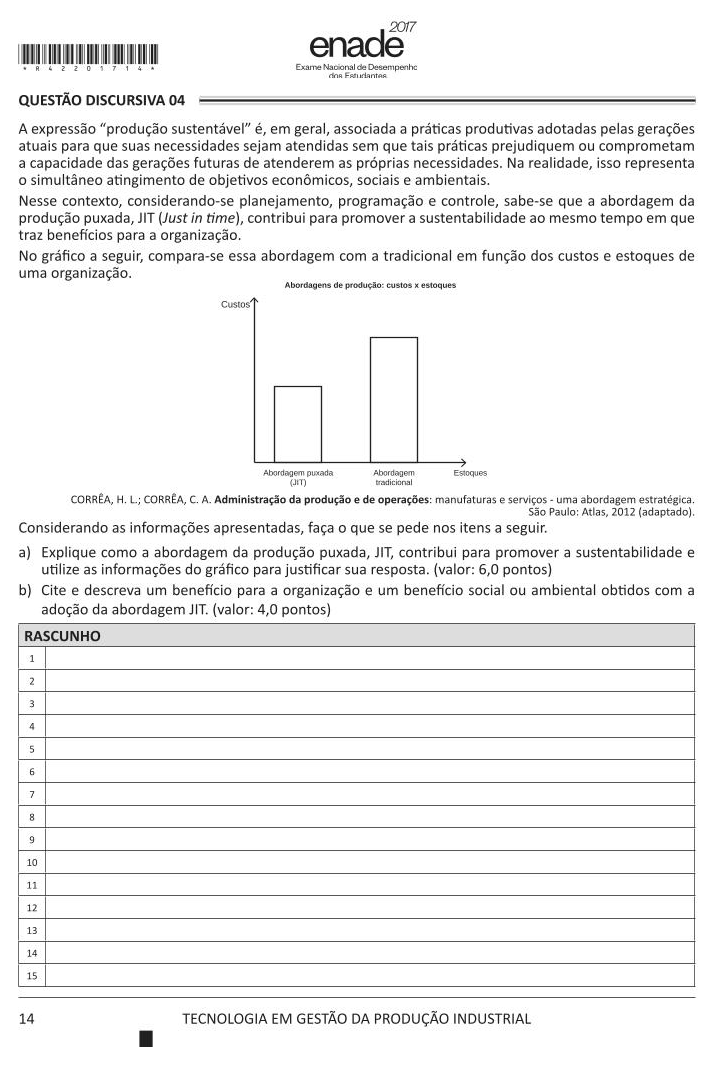 enade 2017
Exame Nacional de Desempenho
dos Estudantes
*R42201714*
QUESTÃO DISCURSIVA 04
A expressão “produção sustentável” é, em geral, associada a práticas produtivas adotadas pelas gerações
atuais para que suas necessidades sejam atendidas sem que tais práticas prejudiquem ou comprometam
a capacidade das gerações futuras de atenderem as próprias necessidades. Na realidade, isso representa
o simultâneo atingimento de objetivos econômicos, sociais e ambientais.
Nesse contexto, considerando-se planejamento, programação e controle, sabe-se que a abordagem da
produção puxada, JIT (Just in time), contribui para promover a sustentabilidade ao mesmo tempo em que
traz benefícios para a organização.
No gráfico a seguir, compara-se essa abordagem com a tradicional em função dos custos e estoques de
uma organização.
Abordagens de produção: custos x estoques
Custos
Abordagem puxada
(JIT)
Abordagem
tradicional
Estoques
CORRÊA, H. L.; CORRÊA, C. A. Administração da produção e de operações: manufaturas e serviços - uma abordagem estratégica.
São Paulo: Atlas, 2012 (adaptado).
Considerando as informações apresentadas, faça o que se pede nos itens a seguir.
a) Explique como a abordagem da produção puxada, JIT, contribui para promover a sustentabilidade e
utilize as informações do gráfico para justificar sua resposta. (valor: 6,0 pontos)
b) Cite e descreva um benefício para a organização e um benefício social ou ambiental obtidos com a
adoção da abordagem JIT. (valor: 4,0 pontos)
RASCUNHO
1
2
3
4
5
6
7
8
9
10
11
12
13
14
15
14
TECNOLOGIA EM GESTÃO DA PRODUÇÃO INDUSTRIAL